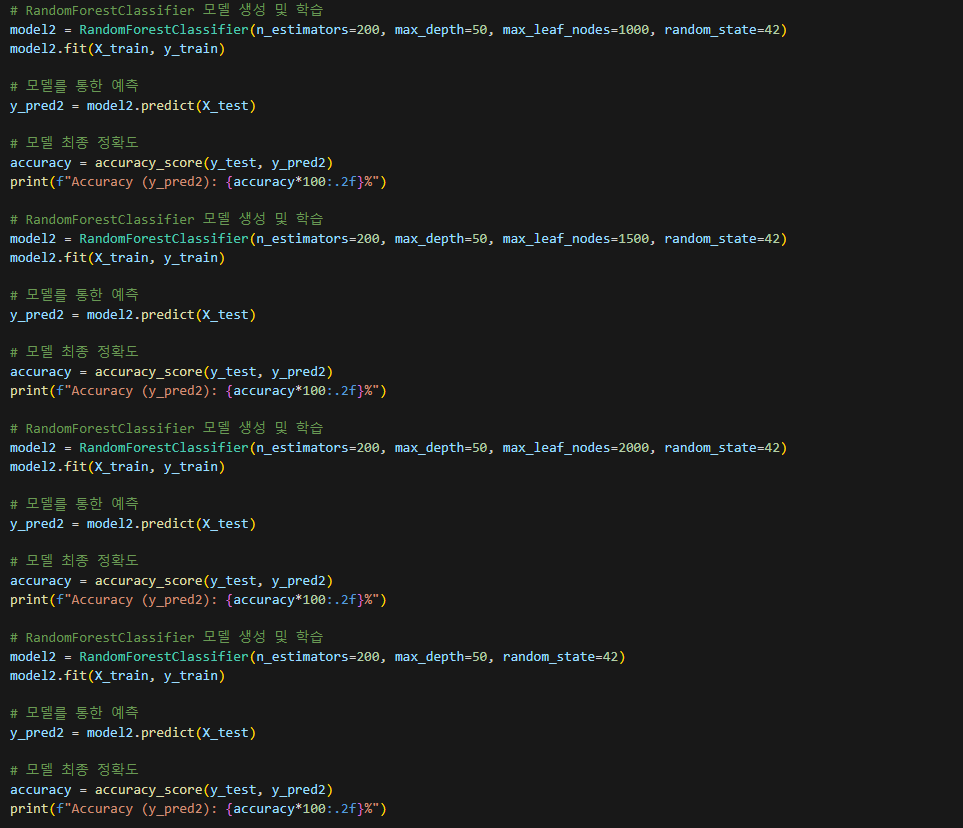 # RandomForestClassifier 모델 생성 및 학습
model2 = RandomForestClassifier(n_estimators=200, max_depth=50, max_leaf_nodes=1000, random_state=42)
model2.fit(X_train, y_train)

# 모델를 통한 예측
y_pred2 = model2.predict(X_test)

# 모델 최종 정확도
accuracy = accuracy_score(y_test, y_pred2)
print(f"Accuracy (y_pred2): {accuracy*100:.2f}%")

# RandomForestClassifier 모델 생성 및 학습
model2 = RandomForestClassifier(n_estimators=200, max_depth=50, max_leaf_nodes=1500, random_state=42)
model2.fit(X_train, y_train)

# 모델를 통한 예측
y_pred2 = model2.predict(X_test)

# 모델 최종 정확도
accuracy = accuracy_score(y_test, y_pred2)
print(f"Accuracy (y_pred2): {accuracy*100:.2f}%")

# RandomForestClassifier 모델 생성 및 학습
model2 = RandomForestClassifier(n_estimators=200, max_depth=50, max_leaf_nodes=2000, random_state=42)
model2.fit(X_train, y_train)

# 모델를 통한 예측
y_pred2 = model2.predict(X_test)

# 모델 최종 정확도
accuracy = accuracy_score(y_test, y_pred2)
print(f"Accuracy (y_pred2): {accuracy*100:.2f}%")

# RandomForestClassifier 모델 생성 및 학습
model2 = RandomForestClassifier(n_estimators=200, max_depth=50, random_state=42)
model2.fit(X_train, y_train)

# 모델를 통한 예측
y_pred2 = model2.predict(X_test)

# 모델 최종 정확도
accuracy = accuracy_score(y_test, y_pred2)
print(f"Accuracy (y_pred2): {accuracy*100:.2f}%")